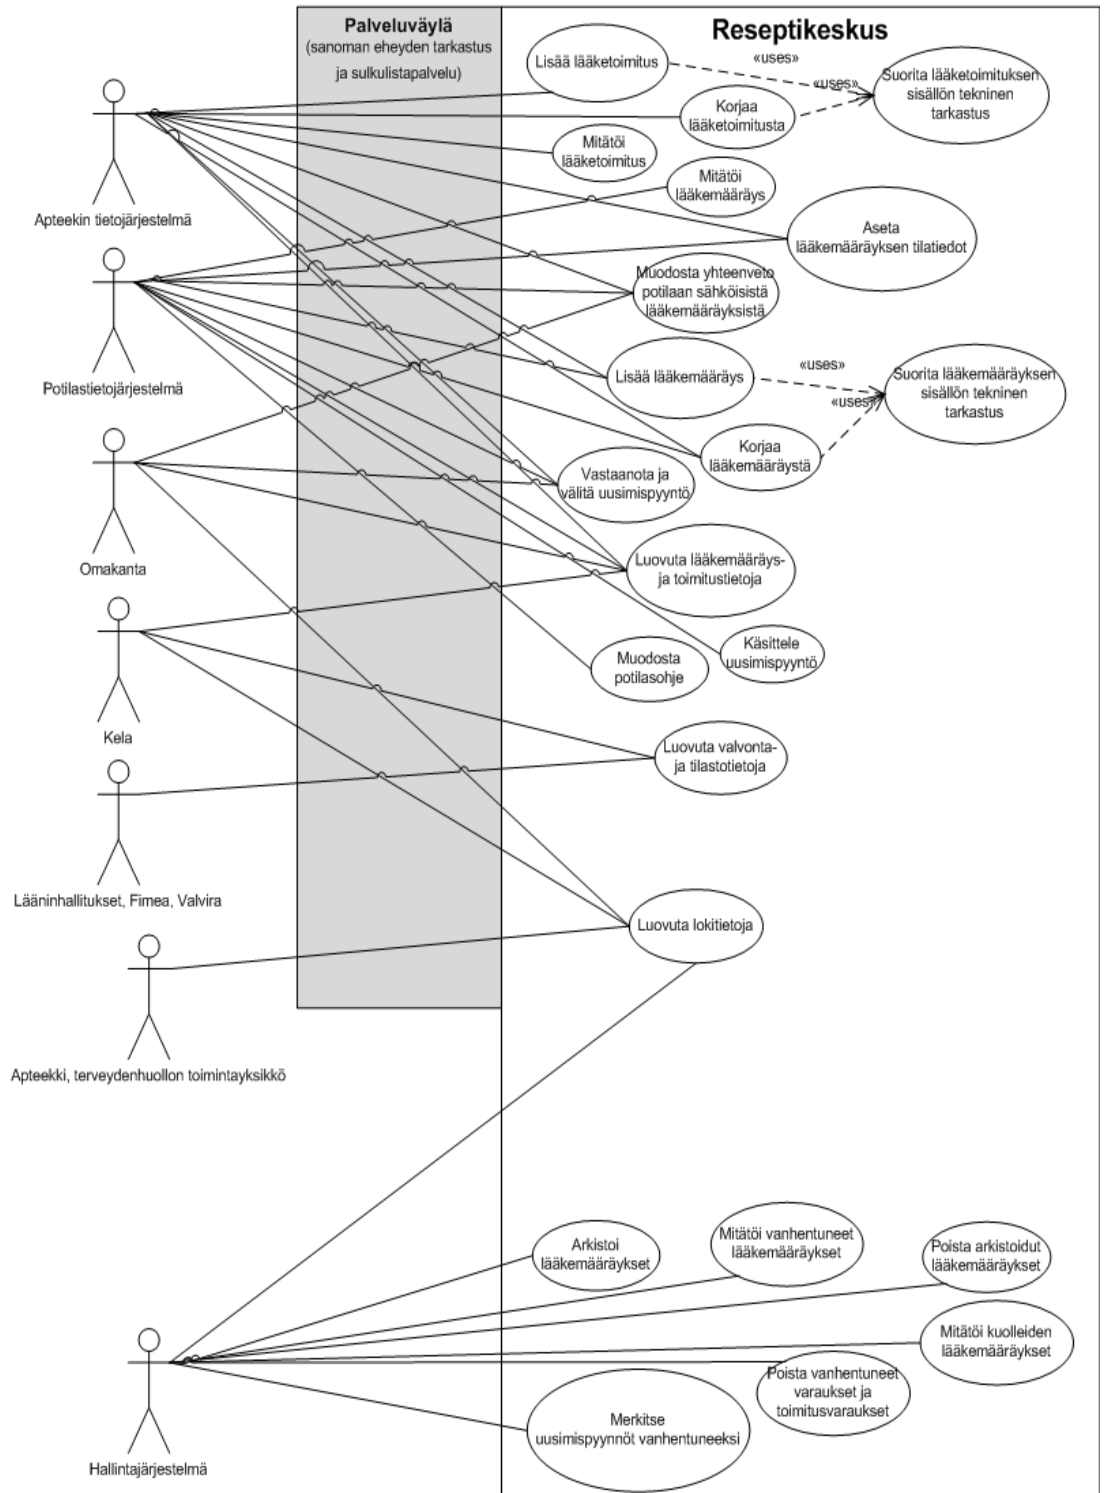 Palveluväylä
(sanoman eheyden tarkastus
ja sulkulistapalvelu)
Reseptikeskus
Lisää lääketoimitus
«uses»
«uses»
Suorita lääketoimituksen
sisällön tekninen
tarkastus
Korjaa
lääketoimitusta
Mitätöi
lääketoimitus
Mitätöi
lääkemääräys
Apteekin tietojärjestelmä
Aseta
lääkemääräyksen tilatiedot
Muodosta yhteenveto
potilaan sähköisistä
lääkemääräyksistä
Potilastietojärjestelmä
Lisää lääkemääräys
«uses»
«uses»
Suorita lääkemääräyksen
sisällön tekninen
tarkastus
Korjaa
lääkemääräystä
Vastaanota ja
välitä uusimispyyntö
Omakanta
Luovuta lääkemääräys-
ja toimitustietoja
Käsittele
uusimispyyntö
Muodosta
potilasohje
Kela
Luovuta valvonta-
ja tilastotietoja
Lääninhallitukset, Fimea, Valvira
Luovuta lokitietoja
Apteekki, terveydenhuollon toimintayksikkö
Arkistoi
lääkemääräykset
Mitätöi vanhentuneet
lääkemääräykset
Poista arkistoidut
lääkemääräykset
Mitätöi kuolleiden
lääkemääräykset
Poista vanhentuneet
varaukset ja
toimitusvaraukset
Merkitse
uusimispyynnöt vanhentuneeksi
Hallintajärjestelmä